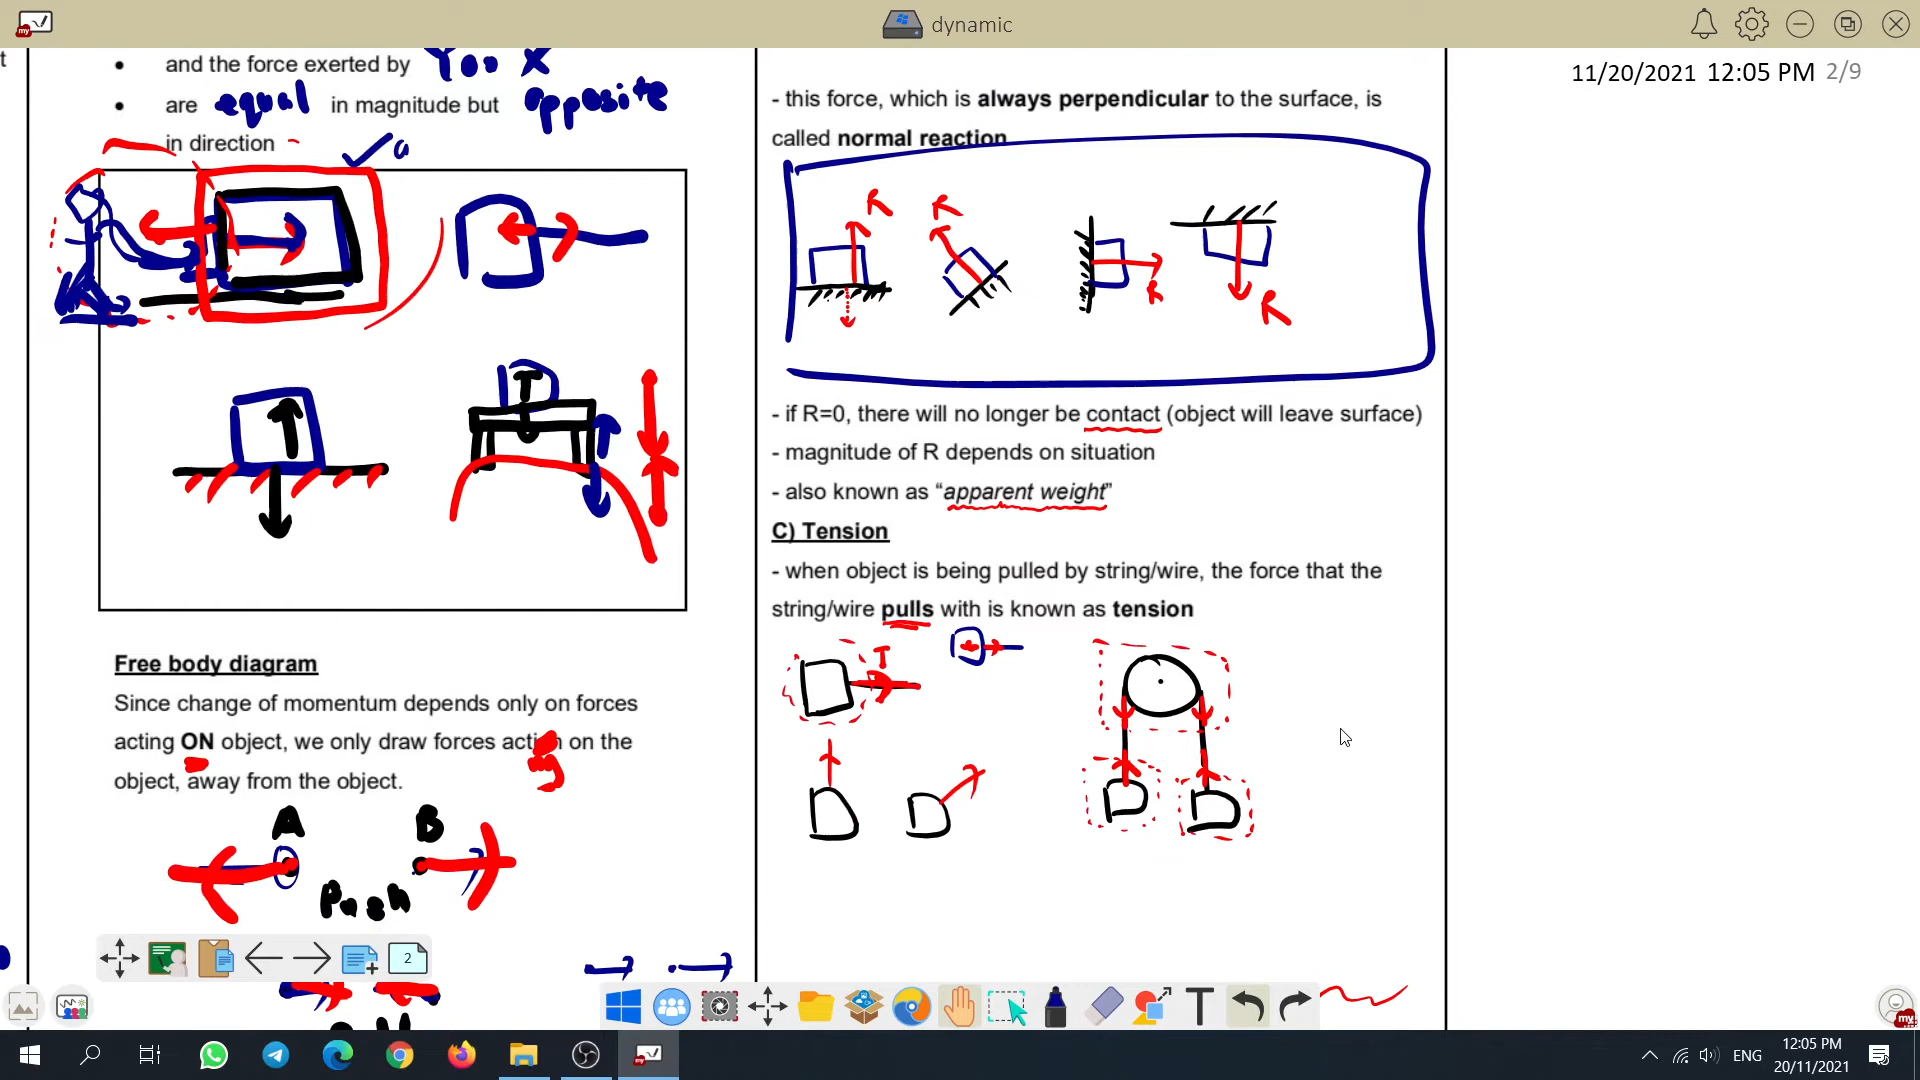 dynamic
11/20/2021 12:05 PM 2/9
t
and the force exerted by You X
are equal in magnitude but opposite
in direction
a
Free body diagram
Since change of momentum depends only on forces
acting ON object, we only draw forces acting on the
object, away from the object.
A B
Push
- this force, which is always perpendicular to the surface, is
called normal reaction
R R R R
- if R=0, there will no longer be contact (object will leave surface)
- magnitude of R depends on situation
- also known as “apparent weight”
C) Tension
- when object is being pulled by string/wire, the force that the
string/wire pulls with is known as tension
T
2
T
my
my
ENG
12:05 PM
20/11/2021